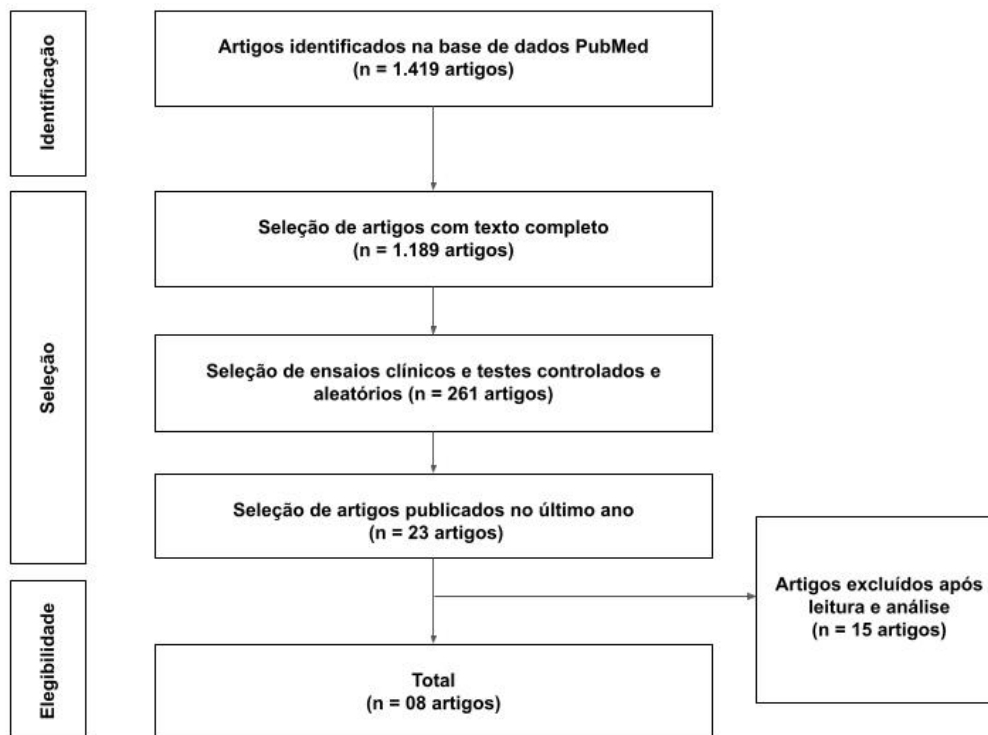 Identificação
Artigos identificados na base de dados PubMed
(n = 1.419 artigos)
Seleção
Seleção de artigos com texto completo
(n = 1.189 artigos)
Seleção de ensaios clínicos e testes controlados e
aleatórios (n = 261 artigos)
Seleção de artigos publicados no último ano
(n = 23 artigos)
Artigos excluídos após
leitura e análise
(n = 15 artigos)
Elegibilidade
Total
(n = 08 artigos)